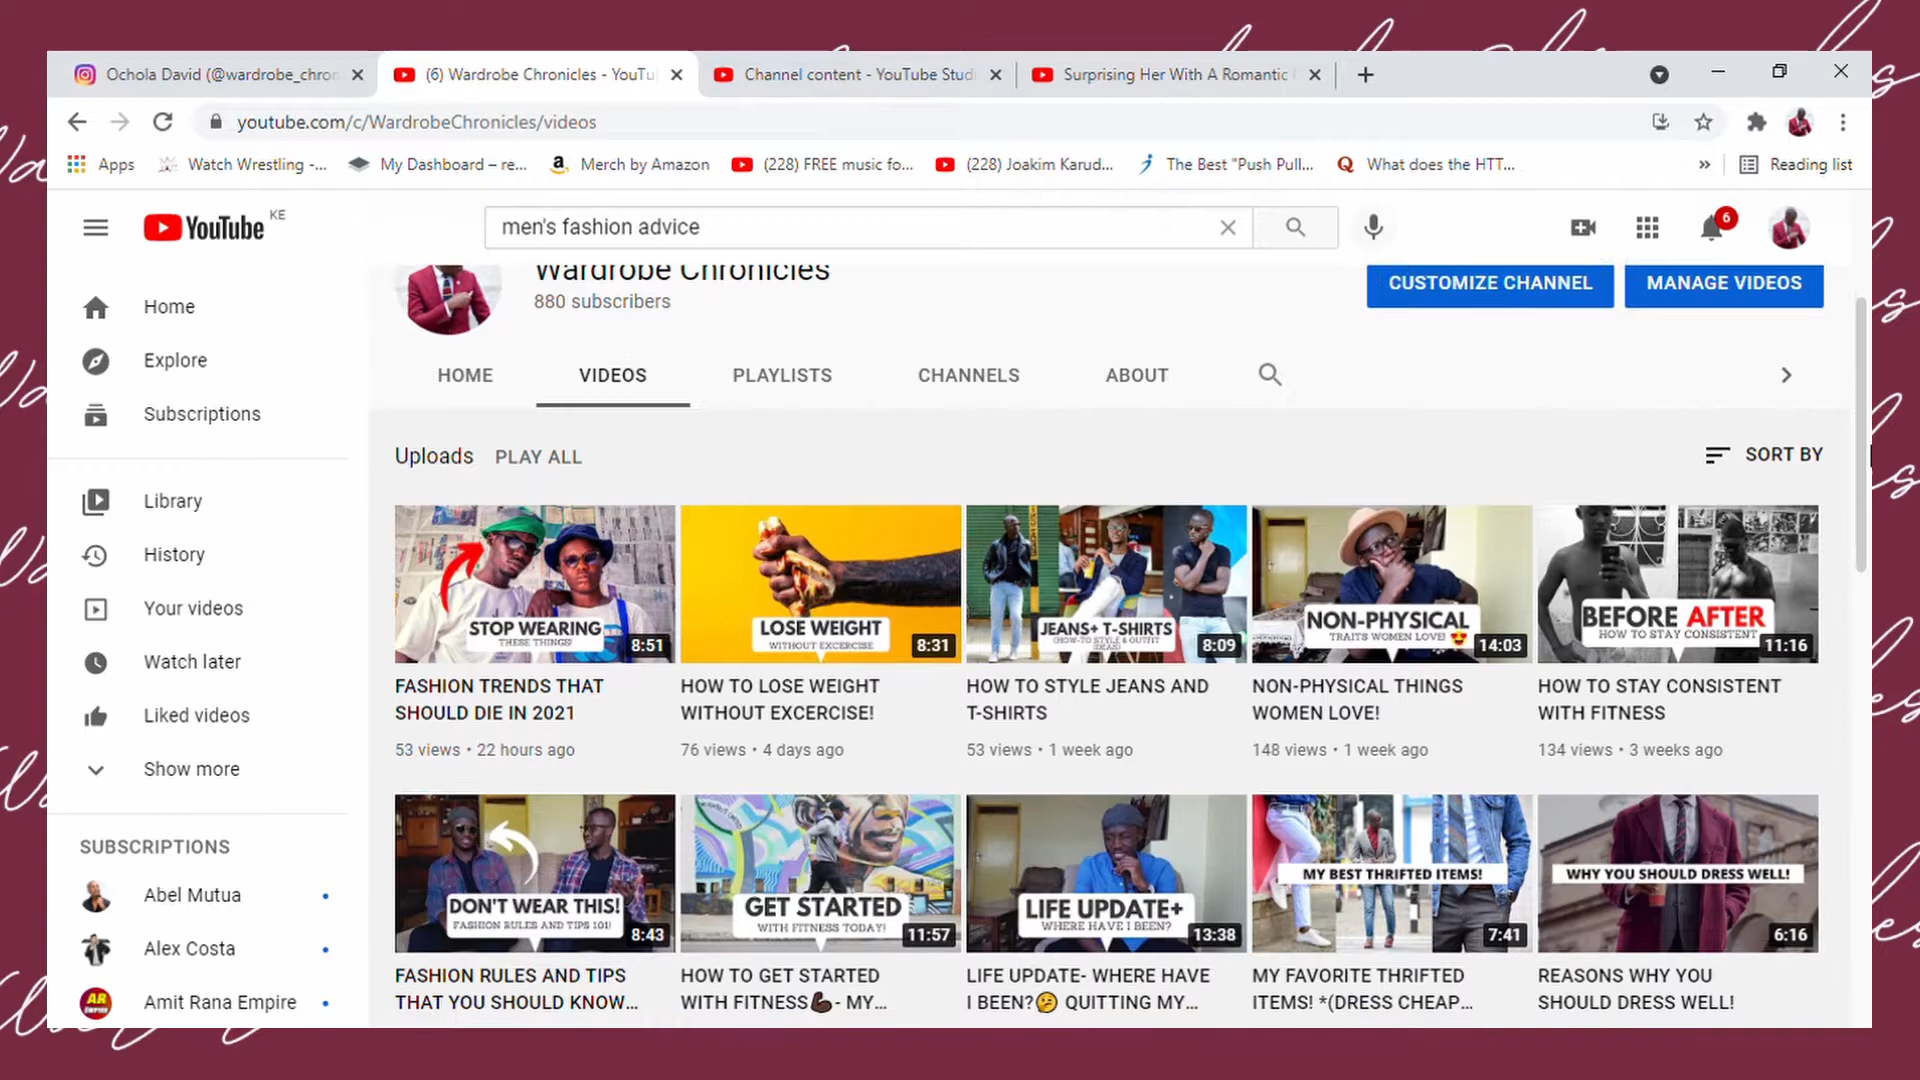 Ochola David (@wardrobe_chron
(6) Wardrobe Chronicles - YouTu
Channel content - YouTube Stud
Surprising Her With A Romantic
youtube.com/c/WardrobeChronicles/videos
Apps
Watch Wrestling -...
My Dashboard – re...
Merch by Amazon
(228) FREE music fo...
(228) Joakim Karud...
The Best "Push Pull...
What does the HTT...
»
Reading list
YouTube KE
men's fashion advice
6
Wardrobe Chronicles
880 subscribers
CUSTOMIZE CHANNEL
MANAGE VIDEOS
HOME
VIDEOS
PLAYLISTS
CHANNELS
ABOUT
Home
Explore
Subscriptions
Library
History
Your videos
Watch later
Liked videos
Show more
SUBSCRIPTIONS
Abel Mutua
Alex Costa
AR
EMPIRE
Amit Rana Empire
Uploads
PLAY ALL
SORT BY
STOP WEARING
THESE THINGS!
8:51
FASHION TRENDS THAT
SHOULD DIE IN 2021
53 views • 22 hours ago
LOSE WEIGHT
WITHOUT EXCERCISE
8:31
HOW TO LOSE WEIGHT
WITHOUT EXCERCISE!
76 views • 4 days ago
JEANS+ T-SHIRTS
(HOW-TO STYLE & OUTFIT
IDEAS)
8:09
HOW TO STYLE JEANS AND
T-SHIRTS
53 views • 1 week ago
NON-PHYSICAL
TRAITS WOMEN LOVE! 😍
14:03
NON-PHYSICAL THINGS
WOMEN LOVE!
148 views • 1 week ago
BEFORE AFTER
HOW TO STAY CONSISTENT
11:16
HOW TO STAY CONSISTENT
WITH FITNESS
134 views • 3 weeks ago
DON'T WEAR THIS!
FASHION RULES AND TIPS 101!
8:43
FASHION RULES AND TIPS
THAT YOU SHOULD KNOW...
GET STARTED
WITH FITNESS TODAY!
11:57
HOW TO GET STARTED
WITH FITNESS💪🏿- MY...
LIFE UPDATE+
WHERE HAVE I BEEN?
13:38
LIFE UPDATE- WHERE HAVE
I BEEN?🤔 QUITTING MY...
MY BEST THRIFTED ITEMS!
7:41
MY FAVORITE THRIFTED
ITEMS! *(DRESS CHEAP...
WHY YOU SHOULD DRESS WELL!
6:16
REASONS WHY YOU
SHOULD DRESS WELL!